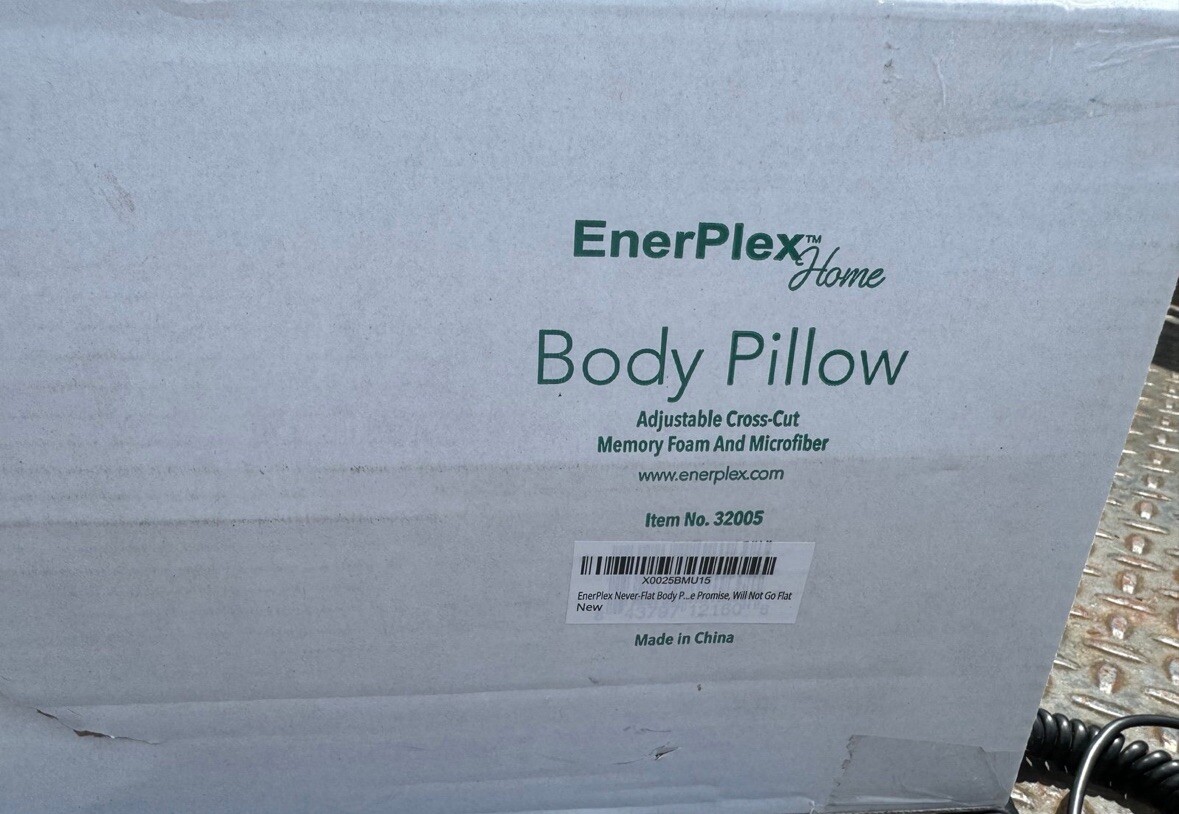 EnerPlex™
Home
Body Pillow
Adjustable Cross-Cut
Memory Foam And Microfiber
www.enerplex.com
Item No. 32005
X0025BMU15
EnerPlex Never-Flat Body P...e Promise, Will Not Go Flat
New
Made in China